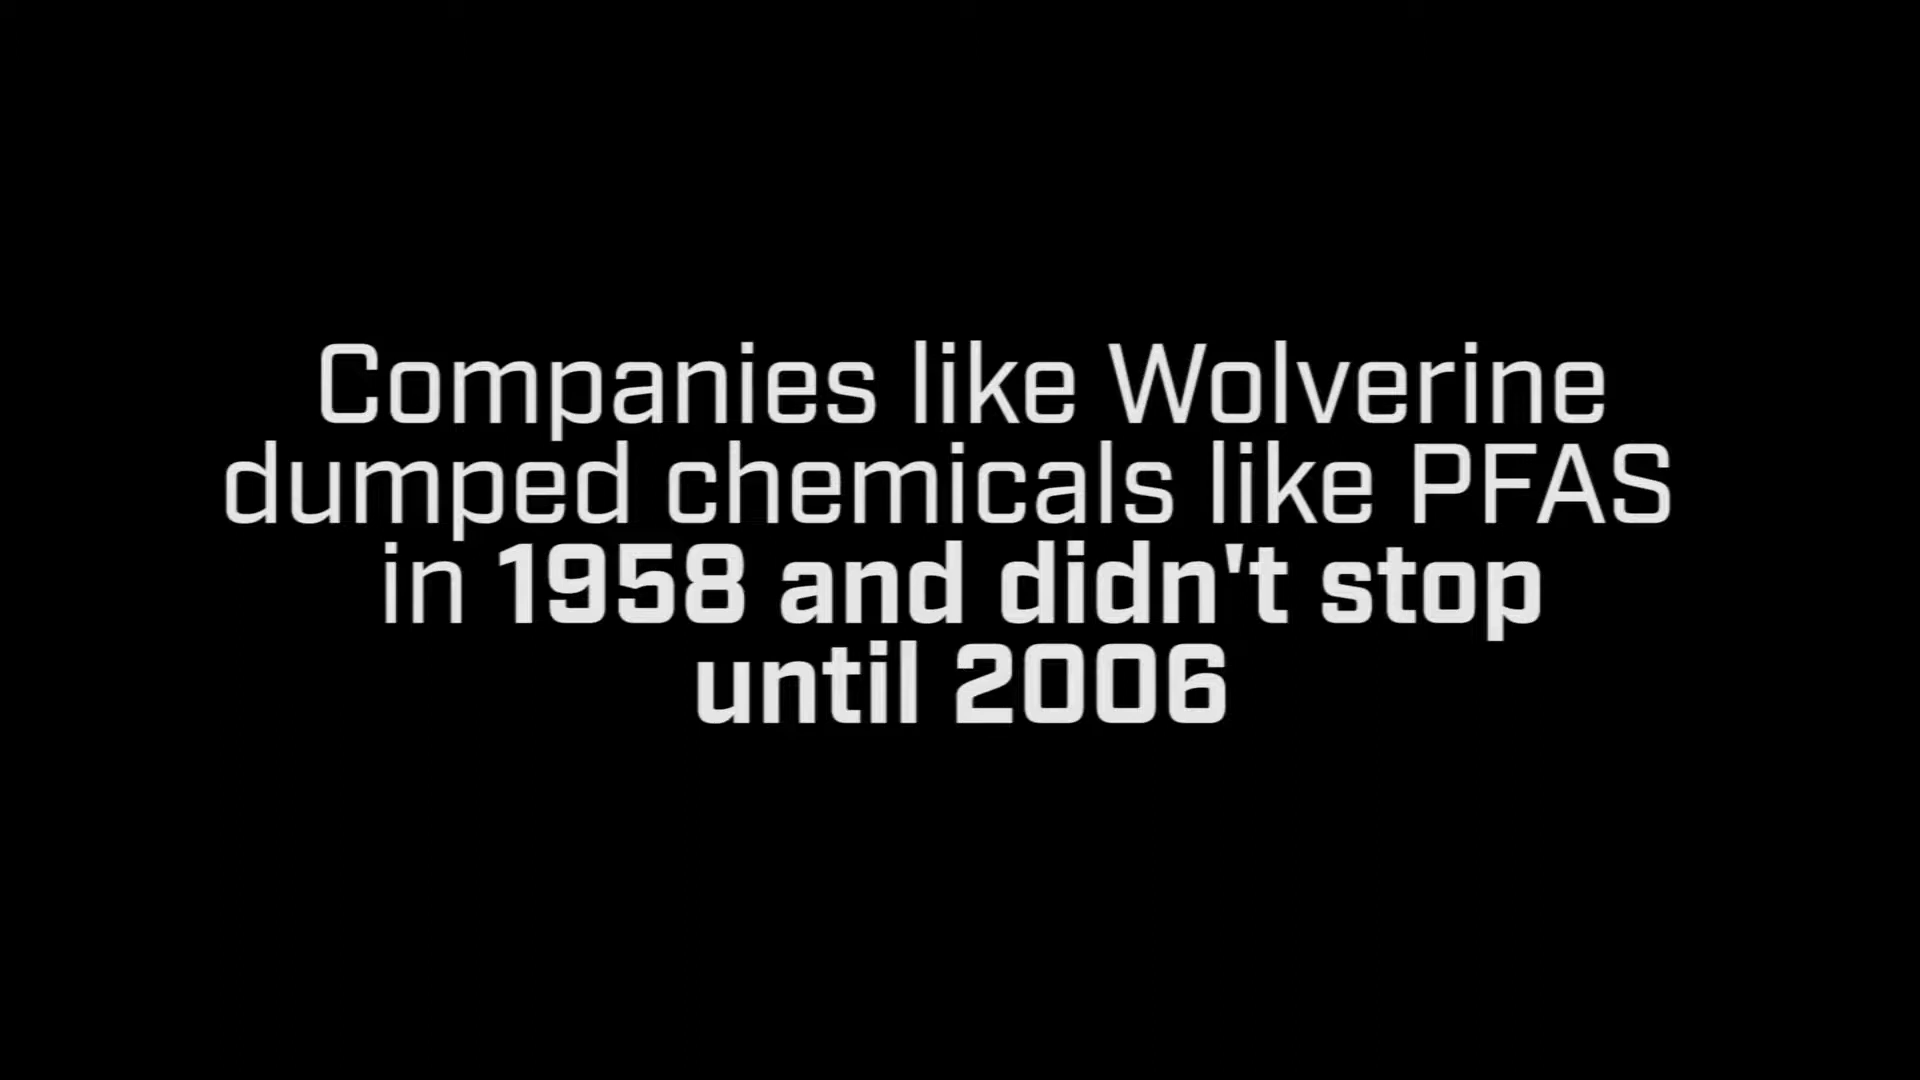 Companies like Wolverine
dumped chemicals like PFAS
in 1958 and didn't stop
until 2006